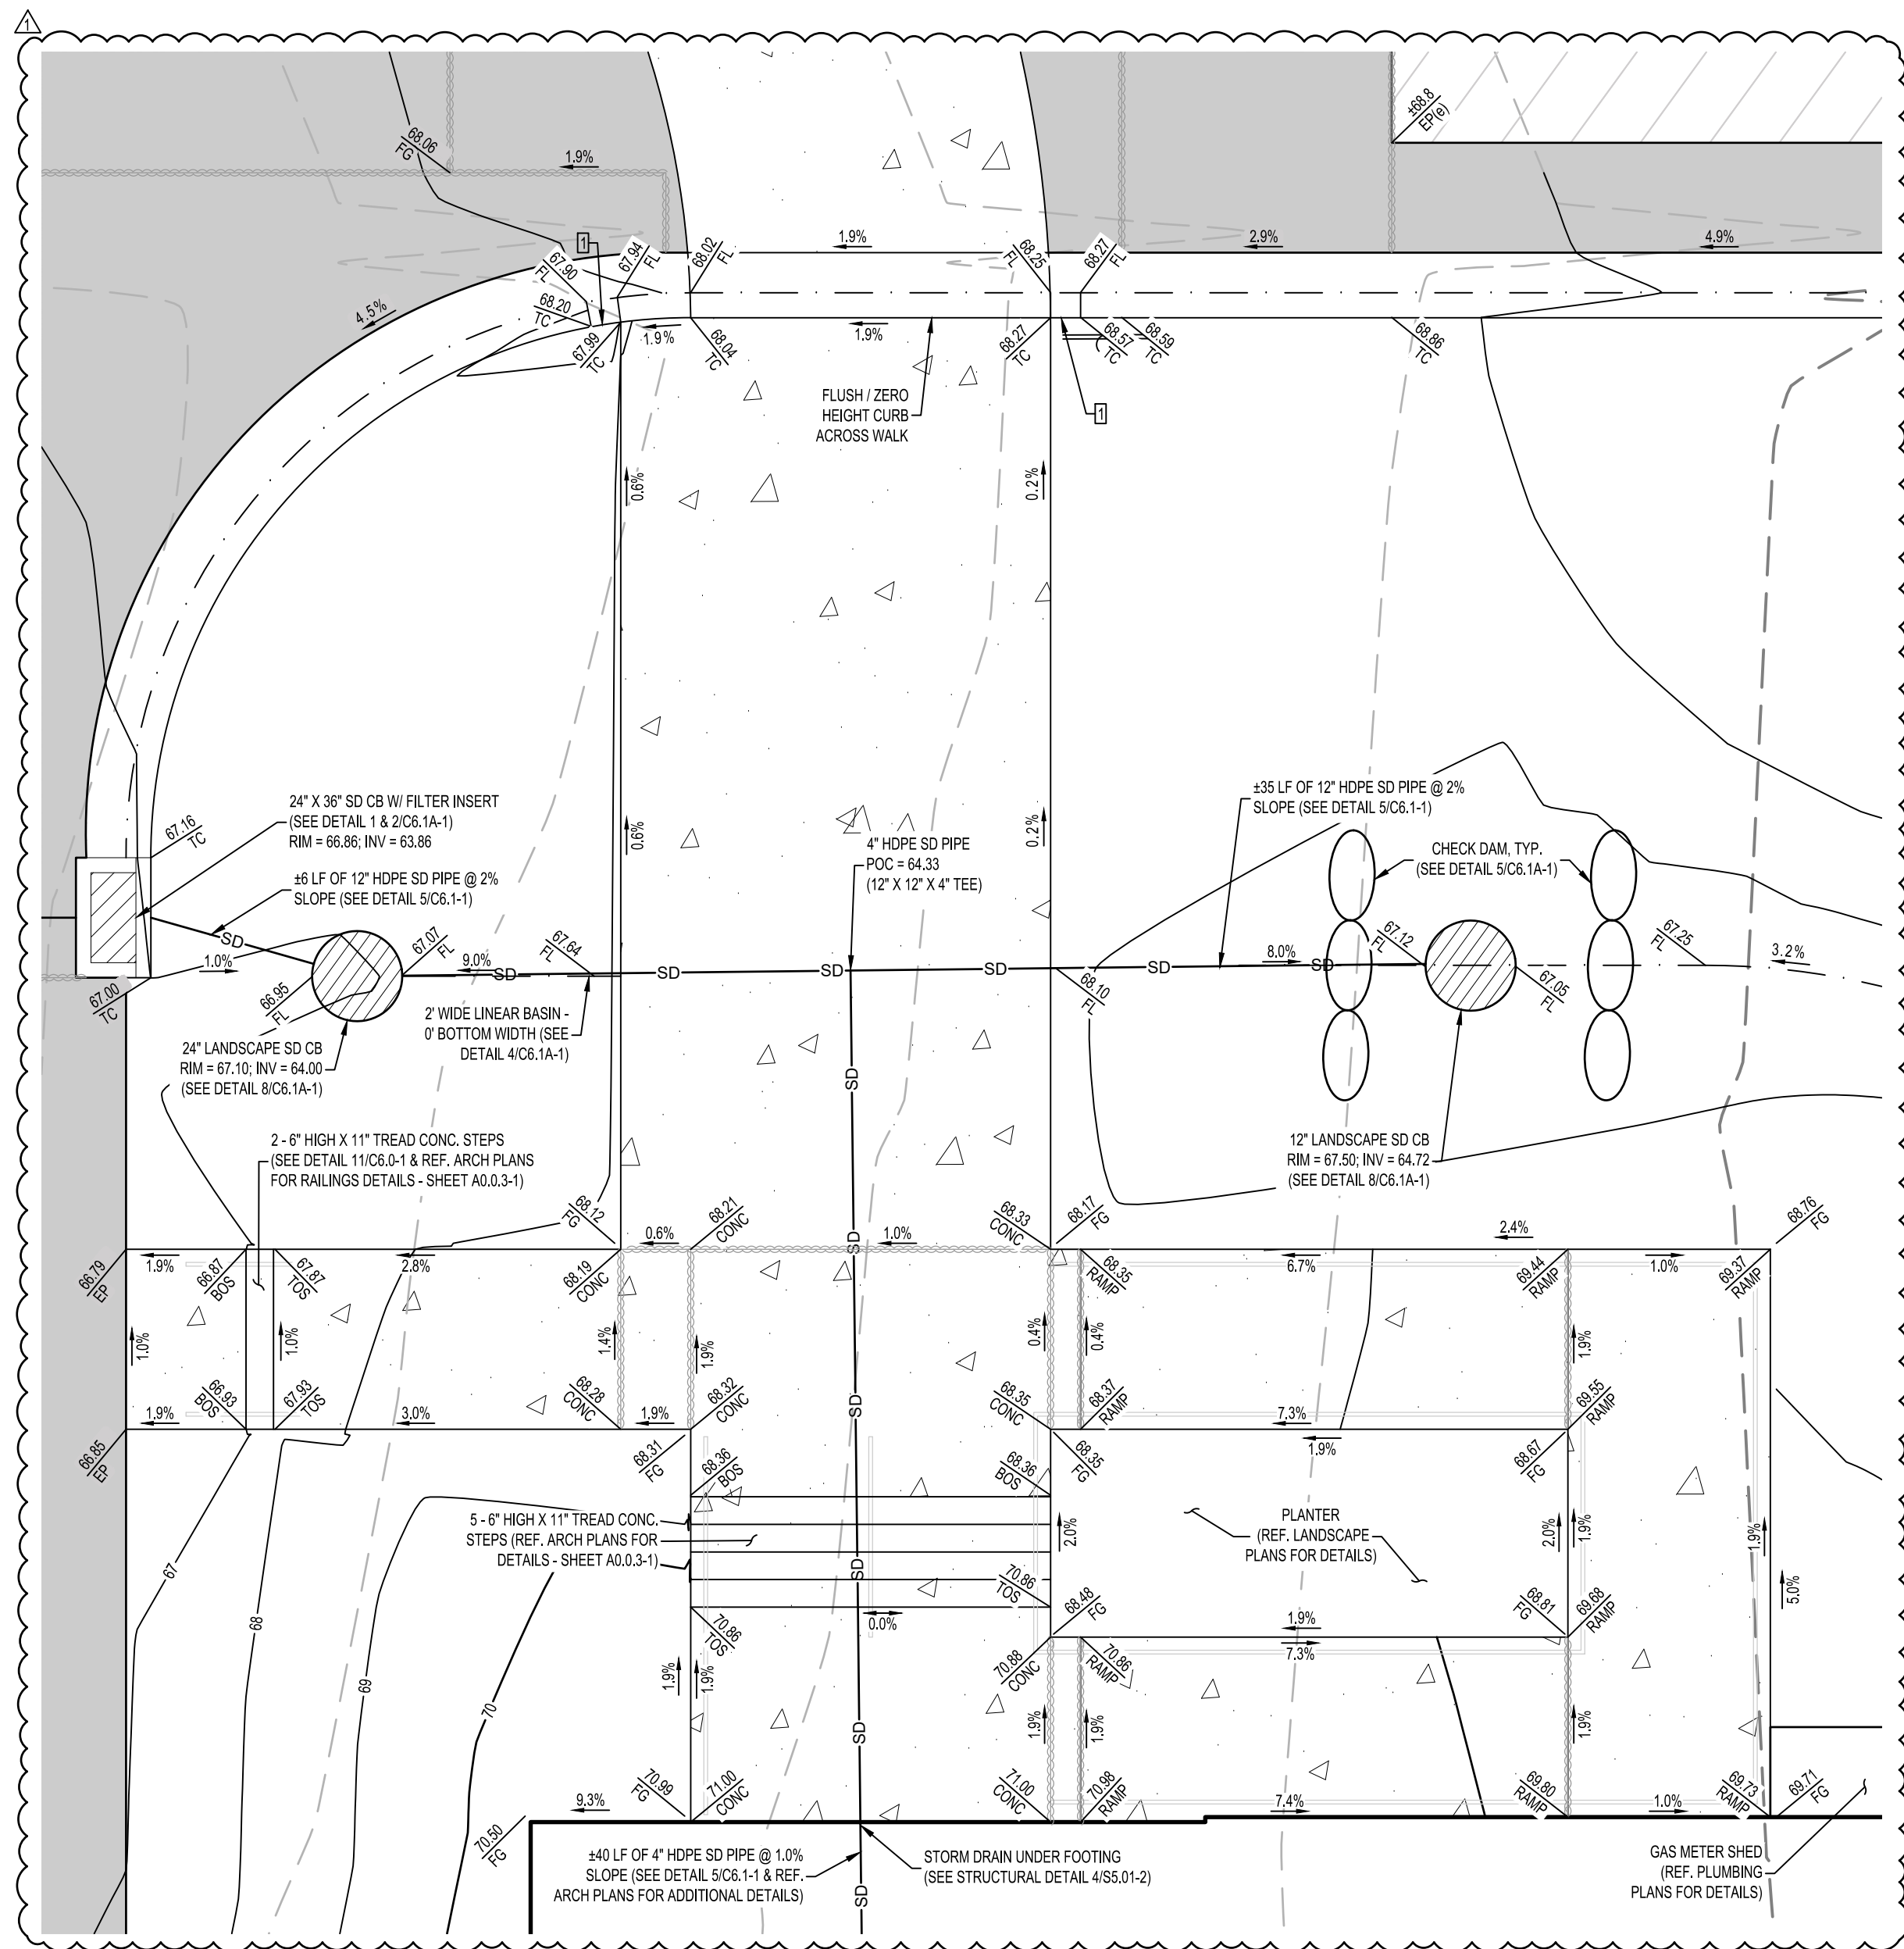 1
±68.8
EP(e)
68.06
FG
1.9%
1
67.90
FL
67.94
FL
68.02
FL
1.9%
68.25
FL
68.27
FL
2.9%
4.9%
4.5%
68.20
TC
67.99
TC
1.9%
68.04
TC
1.9%
68.27
TC
68.57
TC
68.59
TC
68.86
TC
FLUSH / ZERO
HEIGHT CURB
ACROSS WALK
1
0.6%
0.2%
24" X 36" SD CB W/ FILTER INSERT
(SEE DETAIL 1 & 2/C6.1A-1)
RIM = 66.86; INV = 63.86
67.16
TC
±6 LF OF 12" HDPE SD PIPE @ 2%
SLOPE (SEE DETAIL 5/C6.1-1)
0.6%
4" HDPE SD PIPE
POC = 64.33
(12" X 12" X 4" TEE)
0.2%
±35 LF OF 12" HDPE SD PIPE @ 2%
SLOPE (SEE DETAIL 5/C6.1-1)
CHECK DAM, TYP.
(SEE DETAIL 5/C6.1A-1)
SD
1.0%
67.07
FL
9.0%
SD
67.64
FL
SD
SD
SD
SD
8.0%
SD
67.12
FL
67.25
FL
3.2%
67.00
TC
66.95
FL
68.10
FL
67.05
FL
2' WIDE LINEAR BASIN -
0' BOTTOM WIDTH (SEE
DETAIL 4/C6.1A-1)
24" LANDSCAPE SD CB
RIM = 67.10; INV = 64.00
(SEE DETAIL 8/C6.1A-1)
SD
2 - 6" HIGH X 11" TREAD CONC. STEPS
(SEE DETAIL 11/C6.0-1 & REF. ARCH PLANS
FOR RAILINGS DETAILS - SHEET A0.0.3-1)
12" LANDSCAPE SD CB
RIM = 67.50; INV = 64.72
(SEE DETAIL 8/C6.1A-1)
68.12
FG
68.21
CONC
68.33
CONC
68.17
FG
68.76
FG
0.6%
SD
1.0%
2.4%
66.79
EP
1.9%
66.87
BOS
67.87
TOS
2.8%
68.19
CONC
68.35
RAMP
6.7%
69.44
RAMP
1.0%
69.37
RAMP
1.0%
1.0%
1.4%
1.9%
0.4%
0.4%
1.9%
66.93
BOS
67.93
TOS
68.28
CONC
68.32
CONC
SD
68.35
CONC
68.37
RAMP
69.55
RAMP
1.9%
3.0%
1.9%
7.3%
1.9%
66.85
EP
68.31
FG
68.36
BOS
68.36
BOS
68.35
FG
68.67
FG
5 - 6" HIGH X 11" TREAD CONC.
STEPS (REF. ARCH PLANS FOR
DETAILS - SHEET A0.0.3-1)
PLANTER
(REF. LANDSCAPE
PLANS FOR DETAILS)
2.0%
2.0%
1.9%
1.9%
5.0%
67
68
69
70
SD
70.86
TOS
70.86
TOS
0.0%
68.48
FG
1.9%
7.3%
68.81
FG
69.68
RAMP
70.88
CONC
70.86
RAMP
1.9%
1.9%
SD
1.9%
1.9%
1.9%
70.99
FG
71.00
CONC
71.00
CONC
70.98
RAMP
7.4%
69.80
RAMP
1.0%
69.73
RAMP
69.71
FG
9.3%
70.50
FG
±40 LF OF 4" HDPE SD PIPE @ 1.0%
SLOPE (SEE DETAIL 5/C6.1-1 & REF.
ARCH PLANS FOR ADDITIONAL DETAILS)
SD
STORM DRAIN UNDER FOOTING
(SEE STRUCTURAL DETAIL 4/S5.01-2)
GAS METER SHED
(REF. PLUMBING
PLANS FOR DETAILS)